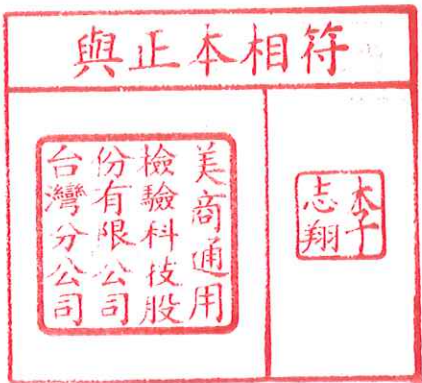 與正本相符
美商通用
檢驗科技股
份有限公司
台灣分公司
李
志翔